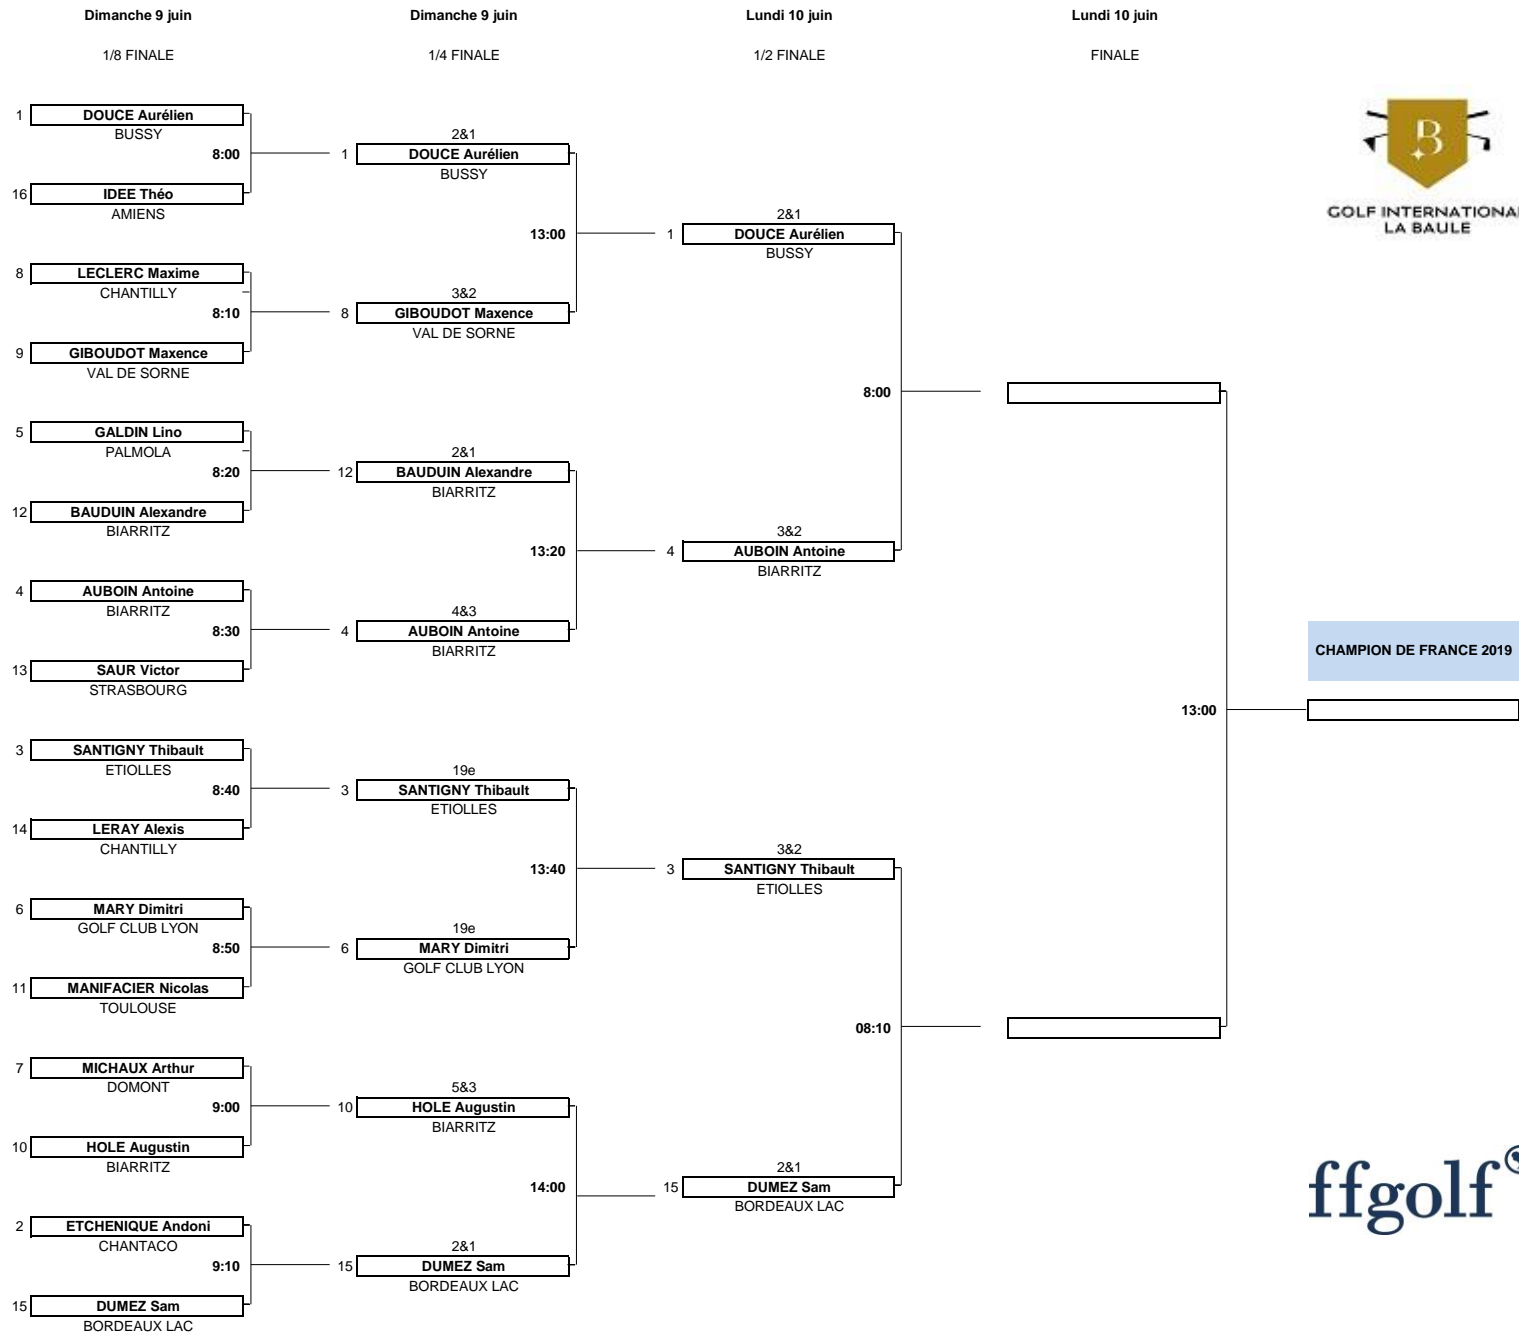 Dimanche 9 juin
Dimanche 9 juin
Lundi 10 juin
Lundi 10 juin
1/8 FINALE
1/4 FINALE
1/2 FINALE
FINALE
1 DOUCE Aurélien
BUSSY
8:00
16 IDEE Théo
AMIENS
8 LECLERC Maxime
CHANTILLY
8:10
9 GIBOUDOT Maxence
VAL DE SORNE
5 GALDIN Lino
PALMOLA
8:20
12 BAUDUIN Alexandre
BIARRITZ
4 AUBOIN Antoine
BIARRITZ
8:30
13 SAUR Victor
STRASBOURG
3 SANTIGNY Thibault
ETIOLLES
8:40
14 LERAY Alexis
CHANTILLY
6 MARY Dimitri
GOLF CLUB LYON
8:50
11 MANIFACIER Nicolas
TOULOUSE
7 MICHAUX Arthur
DOMONT
9:00
10 HOLE Augustin
BIARRITZ
2 ETCHENIQUE Andoni
CHANTACO
9:10
15 DUMEZ Sam
BORDEAUX LAC
2&1
1 DOUCE Aurélien
BUSSY
13:00
3&2
8 GIBOUDOT Maxence
VAL DE SORNE
2&1
12 BAUDUIN Alexandre
BIARRITZ
13:20
4&3
4 AUBOIN Antoine
BIARRITZ
19e
3 SANTIGNY Thibault
ETIOLLES
13:40
19e
6 MARY Dimitri
GOLF CLUB LYON
5&3
10 HOLE Augustin
BIARRITZ
14:00
2&1
15 DUMEZ Sam
BORDEAUX LAC
2&1
1 DOUCE Aurélien
BUSSY
8:00
3&2
4 AUBOIN Antoine
BIARRITZ
3&2
3 SANTIGNY Thibault
ETIOLLES
08:10
2&1
15 DUMEZ Sam
BORDEAUX LAC
13:00
B
GOLF INTERNATIONAL
LA BAULE
CHAMPION DE FRANCE 2019
ffgolf